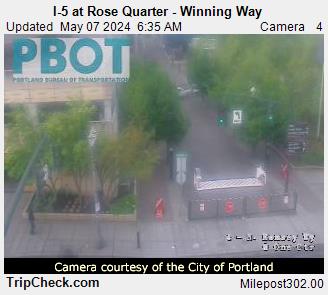 I-5 at Rose Quarter - Winning Way
Updated May 07 2024 6:35 AM Camera 4
PBOT
PORTLAND BUREAU OF TRANSPORTATION
Camera courtesy of the City of Portland
TripCheck.com Milepost302.00